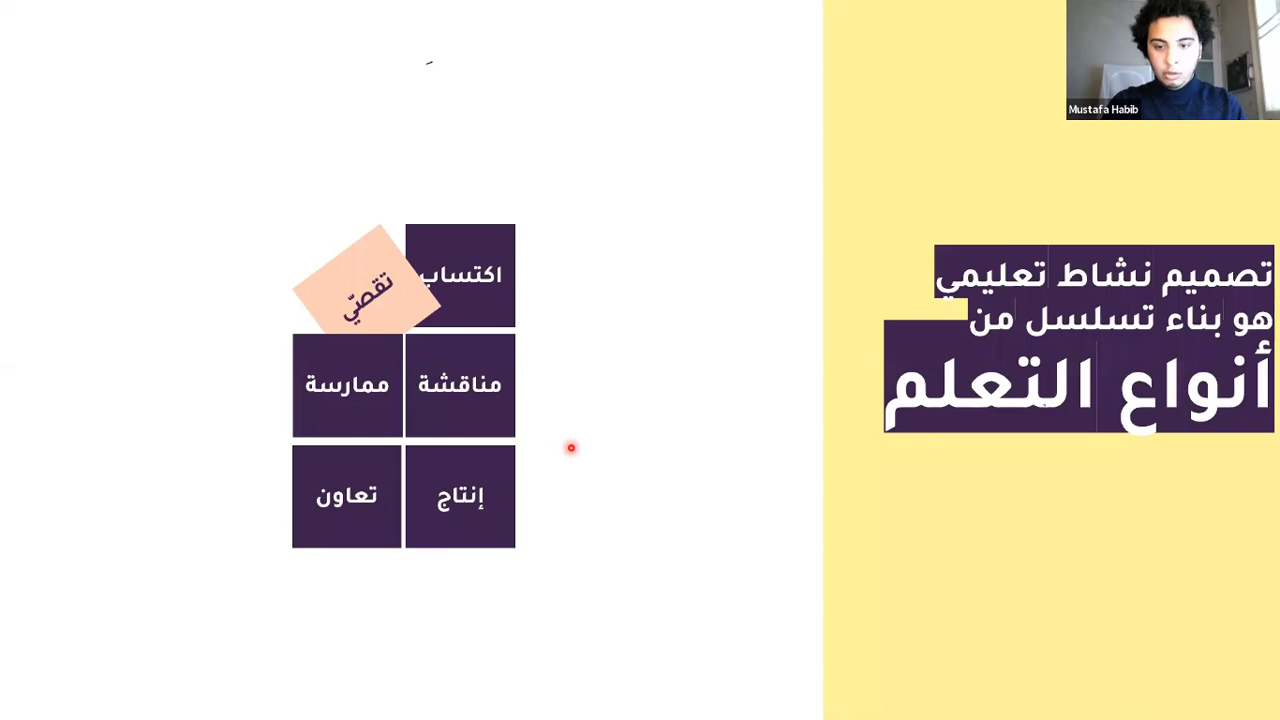 Mustafa Habib
تصميم نشاط تعليمي
هو بناء تسلسل من
أنواع التعلم
اكتساب
تقصّي
مناقشة
ممارسة
إنتاج
تعاون